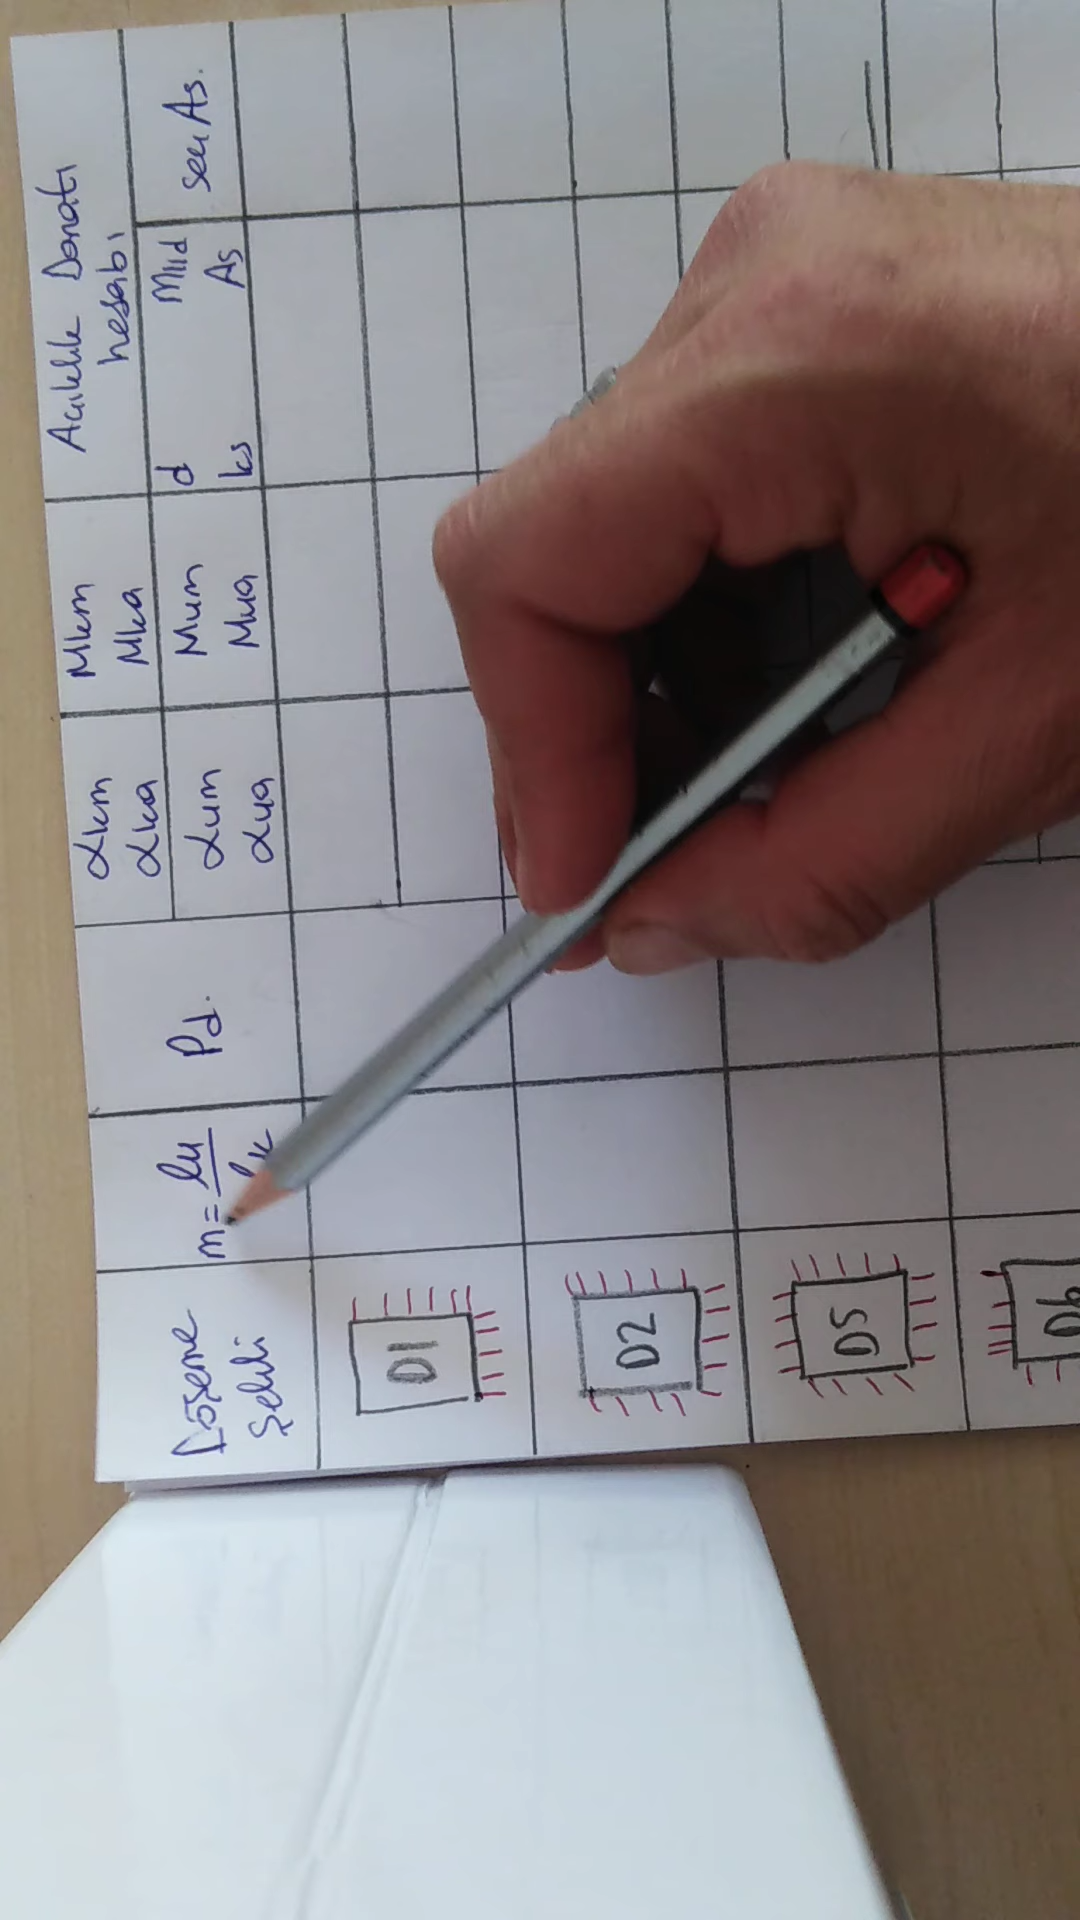 Döşeme
Şekli
m=lu
lk
Pd.
αkm
αka
αum
αua
Mkm
Mka
Mum
Mua
Açıklık Donatı
hesabı
d Mud
ks As
seç As.
D1
D2
D5
D6